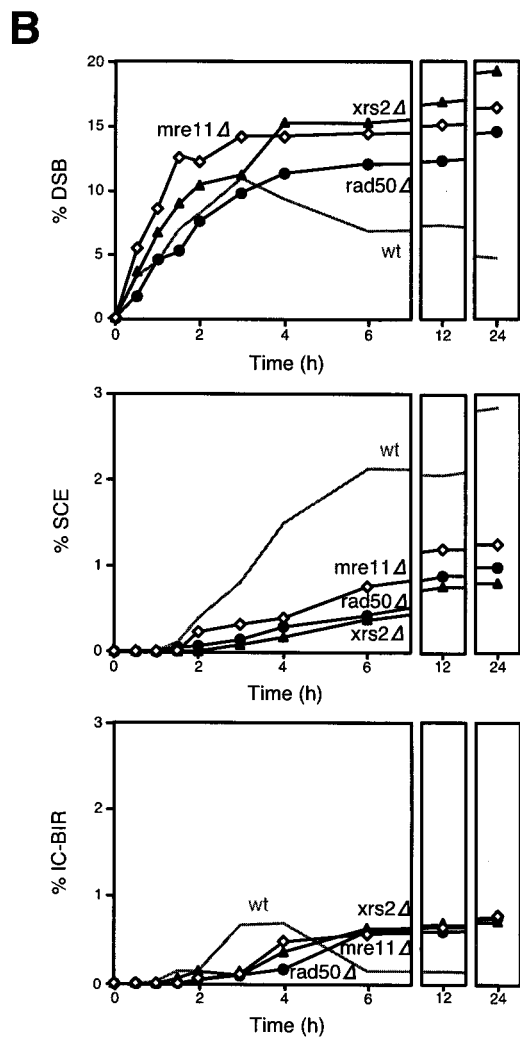 B
20
15
10
5
0
% DSB
mre11Δ
xrs2Δ
rad50Δ
wt
0 2 4 6 12 24
Time (h)
3
2
1
0
% SCE
wt
mre11Δ
rad50Δ
xrs2Δ
0 2 4 6 12 24
Time (h)
3
2
1
0
% IC-BIR
wt
xrs2Δ
mre11Δ
rad50Δ
0 2 4 6 12 24
Time (h)